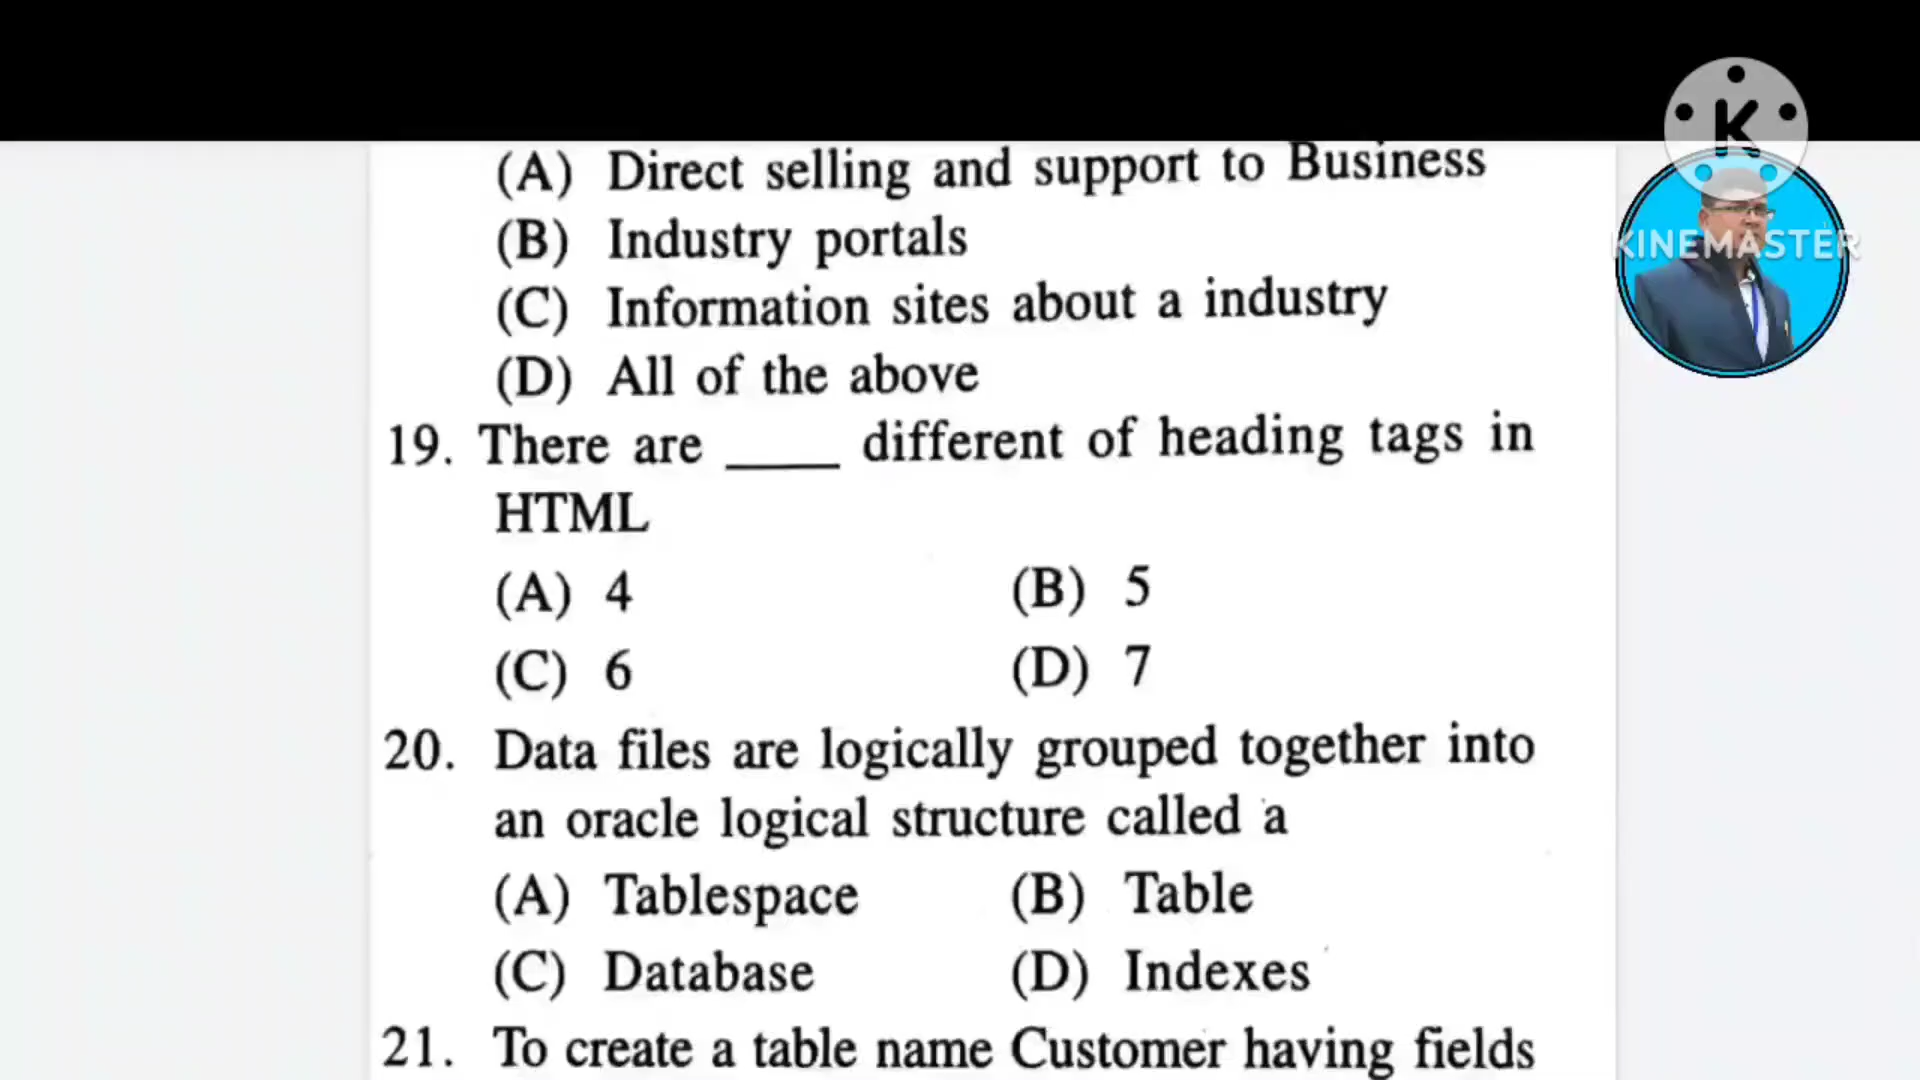 (A) Direct selling and support to Business
(B) Industry portals
(C) Information sites about a industry
(D) All of the above
19. There are ____ different of heading tags in
HTML
(A) 4 (B) 5
(C) 6 (D) 7
20. Data files are logically grouped together into
an oracle logical structure called a
(A) Tablespace (B) Table
(C) Database (D) Indexes
21. To create a table name Customer having fields
K
KINEMASTER